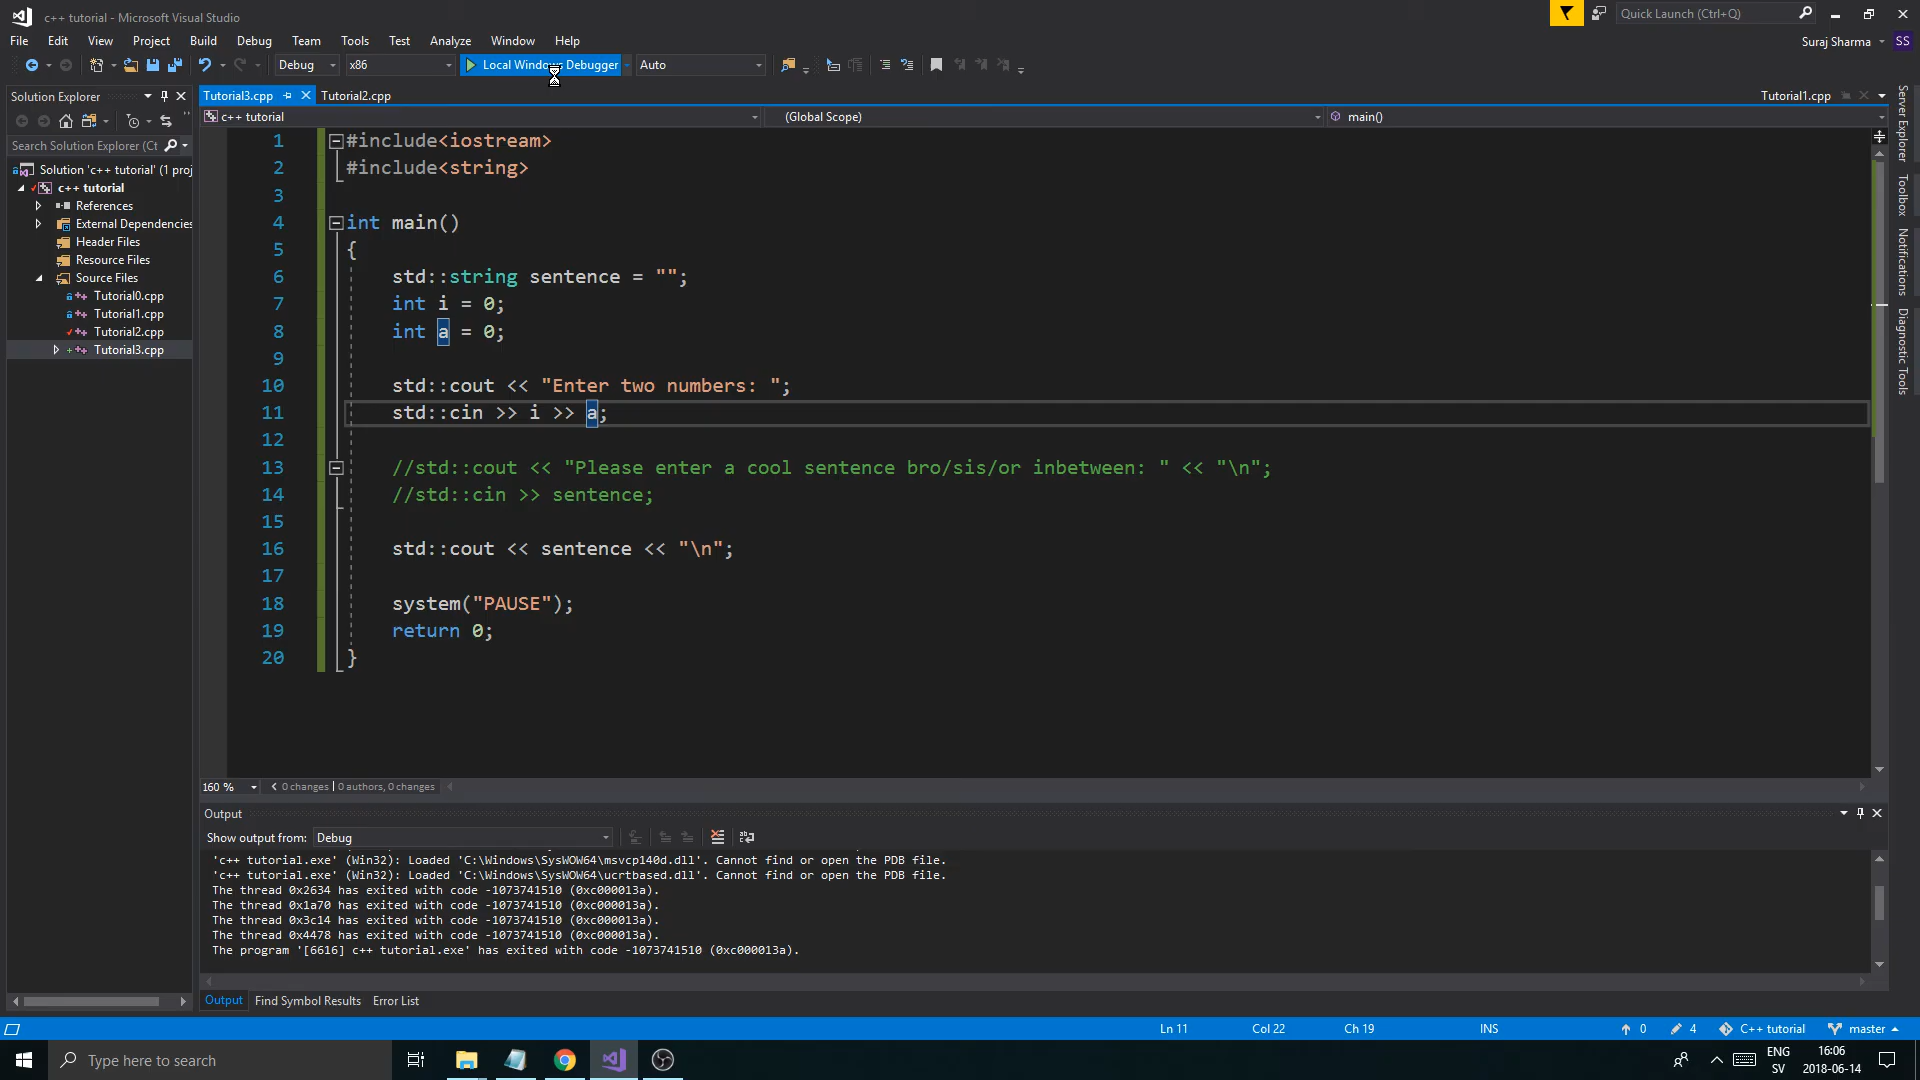 c++ tutorial - Microsoft Visual Studio
Quick Launch (Ctrl+Q)
File Edit View Project Build Debug Team Tools Test Analyze Window Help
Suraj Sharma SS
Debug x86 Local Windows Debugger Auto
Solution Explorer
Search Solution Explorer (Ct
Solution 'c++ tutorial' (1 proj
c++ tutorial
References
External Dependencies
Header Files
Resource Files
Source Files
Tutorial0.cpp
Tutorial1.cpp
Tutorial2.cpp
Tutorial3.cpp
Tutorial3.cpp Tutorial2.cpp Tutorial1.cpp
c++ tutorial (Global Scope) main()
1 #include<iostream>
2 #include<string>
3
4 int main()
5 {
6 std::string sentence = "";
7 int i = 0;
8 int a = 0;
9
10 std::cout << "Enter two numbers: ";
11 std::cin >> i >> a;
12
13 //std::cout << "Please enter a cool sentence bro/sis/or inbetween: " << "\n";
14 //std::cin >> sentence;
15
16 std::cout << sentence << "\n";
17
18 system("PAUSE");
19 return 0;
20 }
160 % 0 changes | 0 authors, 0 changes
Server Explorer
Toolbox
Notifications
Diagnostic Tools
Output
Show output from: Debug
'c++ tutorial.exe' (Win32): Loaded 'C:\Windows\SysWOW64\msvcp140d.dll'. Cannot find or open the PDB file.
'c++ tutorial.exe' (Win32): Loaded 'C:\Windows\SysWOW64\ucrtbased.dll'. Cannot find or open the PDB file.
The thread 0x2634 has exited with code -1073741510 (0xc000013a).
The thread 0x1a70 has exited with code -1073741510 (0xc000013a).
The thread 0x3c14 has exited with code -1073741510 (0xc000013a).
The thread 0x4478 has exited with code -1073741510 (0xc000013a).
The program '[6616] c++ tutorial.exe' has exited with code -1073741510 (0xc000013a).
Output Find Symbol Results Error List
Ln 11 Col 22 Ch 19 INS 0 4 C++ tutorial master
Type here to search
ENG
SV
16:06
2018-06-14